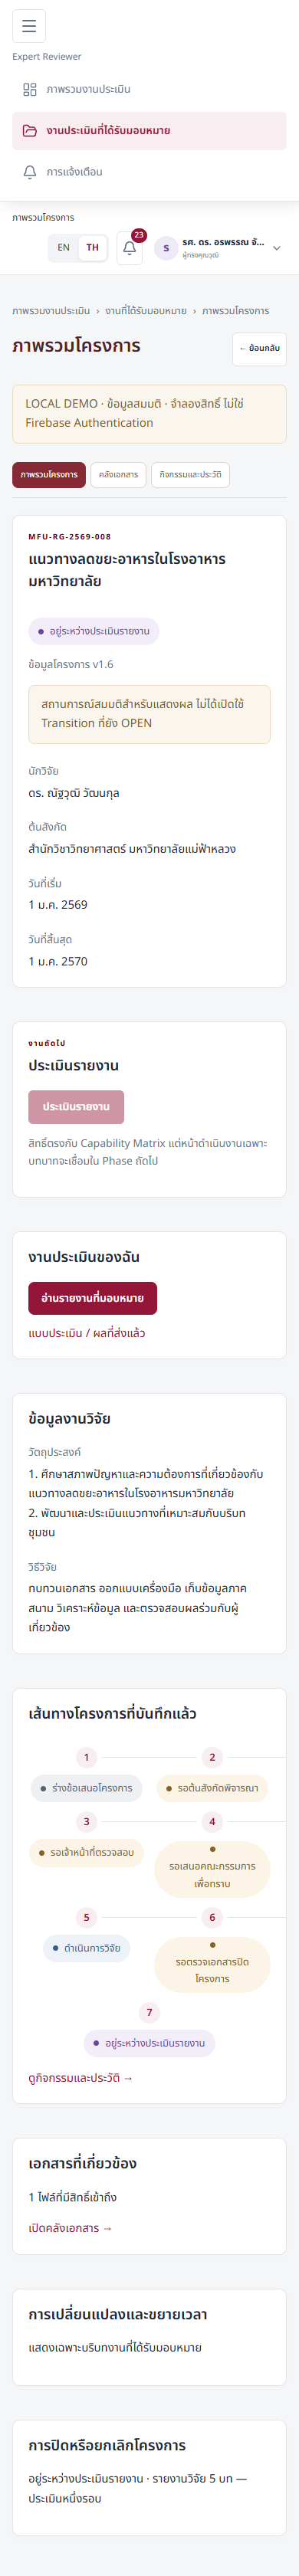 Expert Reviewer
ภาพรวมงานประเมิน
งานประเมินที่ได้รับมอบหมาย
การแจ้งเตือน
ภาพรวมโครงการ
EN TH 23 S รศ. ดร. อรพรรณ จั...
ผู้ทรงคุณวุฒิ
ภาพรวมงานประเมิน › งานที่ได้รับมอบหมาย › ภาพรวมโครงการ
ภาพรวมโครงการ
← ย้อนกลับ
LOCAL DEMO · ข้อมูลสมมติ · จำลองสิทธิ์ ไม่ใช่
Firebase Authentication
ภาพรวมโครงการ คลังเอกสาร กิจกรรมและประวัติ
MFU-RG-2569-008
แนวทางลดขยะอาหารในโรงอาหาร
มหาวิทยาลัย
อยู่ระหว่างประเมินรายงาน
ข้อมูลโครงการ v1.6
สถานการณ์สมมติสำหรับแสดงผล ไม่ได้เปิดใช้
Transition ที่ยัง OPEN
นักวิจัย
ดร. ณัฐวุฒิ วัฒนกุล
ต้นสังกัด
สำนักวิชาวิทยาศาสตร์ มหาวิทยาลัยแม่ฟ้าหลวง
วันที่เริ่ม
1 ม.ค. 2569
วันที่สิ้นสุด
1 ม.ค. 2570
งานถัดไป
ประเมินรายงาน
ประเมินรายงาน
สิทธิ์ตรงกับ Capability Matrix แต่หน้าดำเนินงานเฉพาะ
บทบาทจะเชื่อมใน Phase ถัดไป
งานประเมินของฉัน
อ่านรายงานที่มอบหมาย
แบบประเมิน / ผลที่ส่งแล้ว
ข้อมูลงานวิจัย
วัตถุประสงค์
1. ศึกษาสภาพปัญหาและความต้องการที่เกี่ยวข้องกับ
แนวทางลดขยะอาหารในโรงอาหารมหาวิทยาลัย
2. พัฒนาและประเมินแนวทางที่เหมาะสมกับบริบท
ชุมชน
วิธีวิจัย
ทบทวนเอกสาร ออกแบบเครื่องมือ เก็บข้อมูลภาค
สนาม วิเคราะห์ข้อมูล และตรวจสอบผลร่วมกับผู้
เกี่ยวข้อง
เส้นทางโครงการที่บันทึกแล้ว
1 2
ร่างข้อเสนอโครงการ รอต้นสังกัดพิจารณา
3 4
รอเจ้าหน้าที่ตรวจสอบ รอเสนอคณะกรรมการ
เพื่อทราบ
5 6
ดำเนินการวิจัย รอตรวจเอกสารปิด
โครงการ
7
อยู่ระหว่างประเมินรายงาน
ดูกิจกรรมและประวัติ →
เอกสารที่เกี่ยวข้อง
1 ไฟล์ที่มีสิทธิ์เข้าถึง
เปิดคลังเอกสาร →
การเปลี่ยนแปลงและขยายเวลา
แสดงเฉพาะบริบทงานที่ได้รับมอบหมาย
การปิดหรือยกเลิกโครงการ
อยู่ระหว่างประเมินรายงาน · รายงานวิจัย 5 บท —
ประเมินหนึ่งรอบ